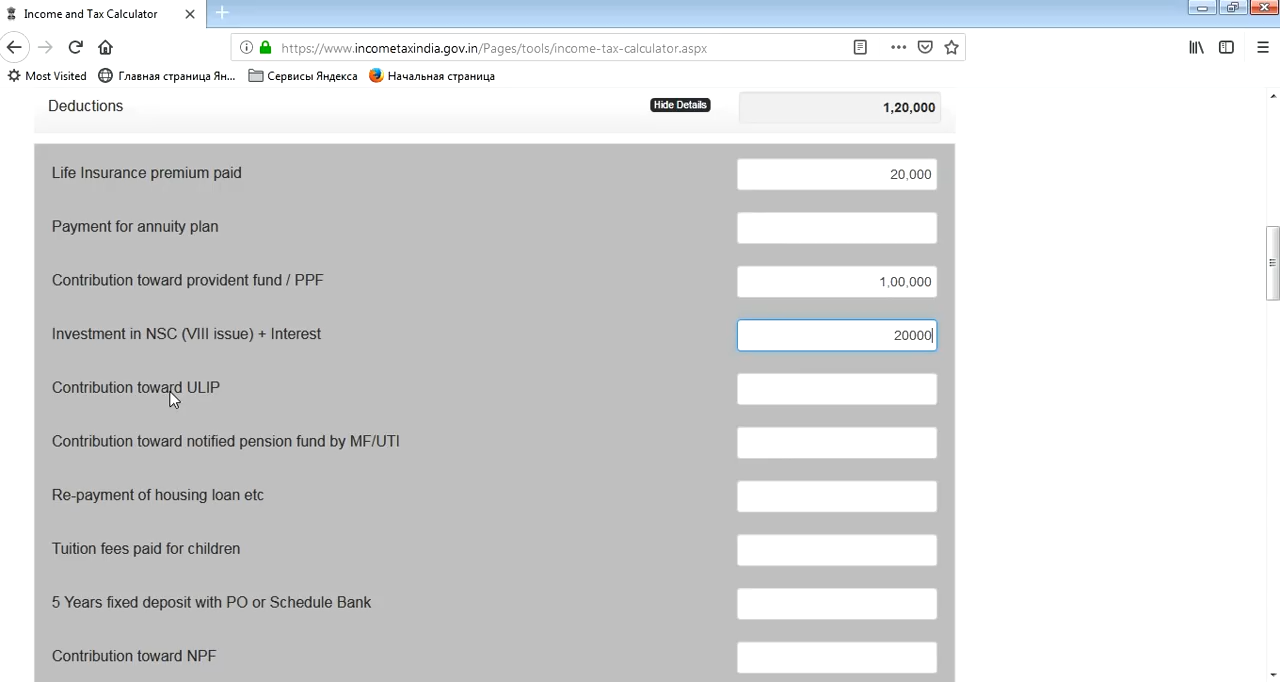 Income and Tax Calculator
https://www.incometaxindia.gov.in/Pages/tools/income-tax-calculator.aspx
Most Visited Главная страница Ян... Сервисы Яндекса Начальная страница
Deductions Hide Details 1,20,000
Life Insurance premium paid 20,000
Payment for annuity plan
Contribution toward provident fund / PPF 1,00,000
Investment in NSC (VIII issue) + Interest 20000
Contribution toward ULIP
Contribution toward notified pension fund by MF/UTI
Re-payment of housing loan etc
Tuition fees paid for children
5 Years fixed deposit with PO or Schedule Bank
Contribution toward NPF